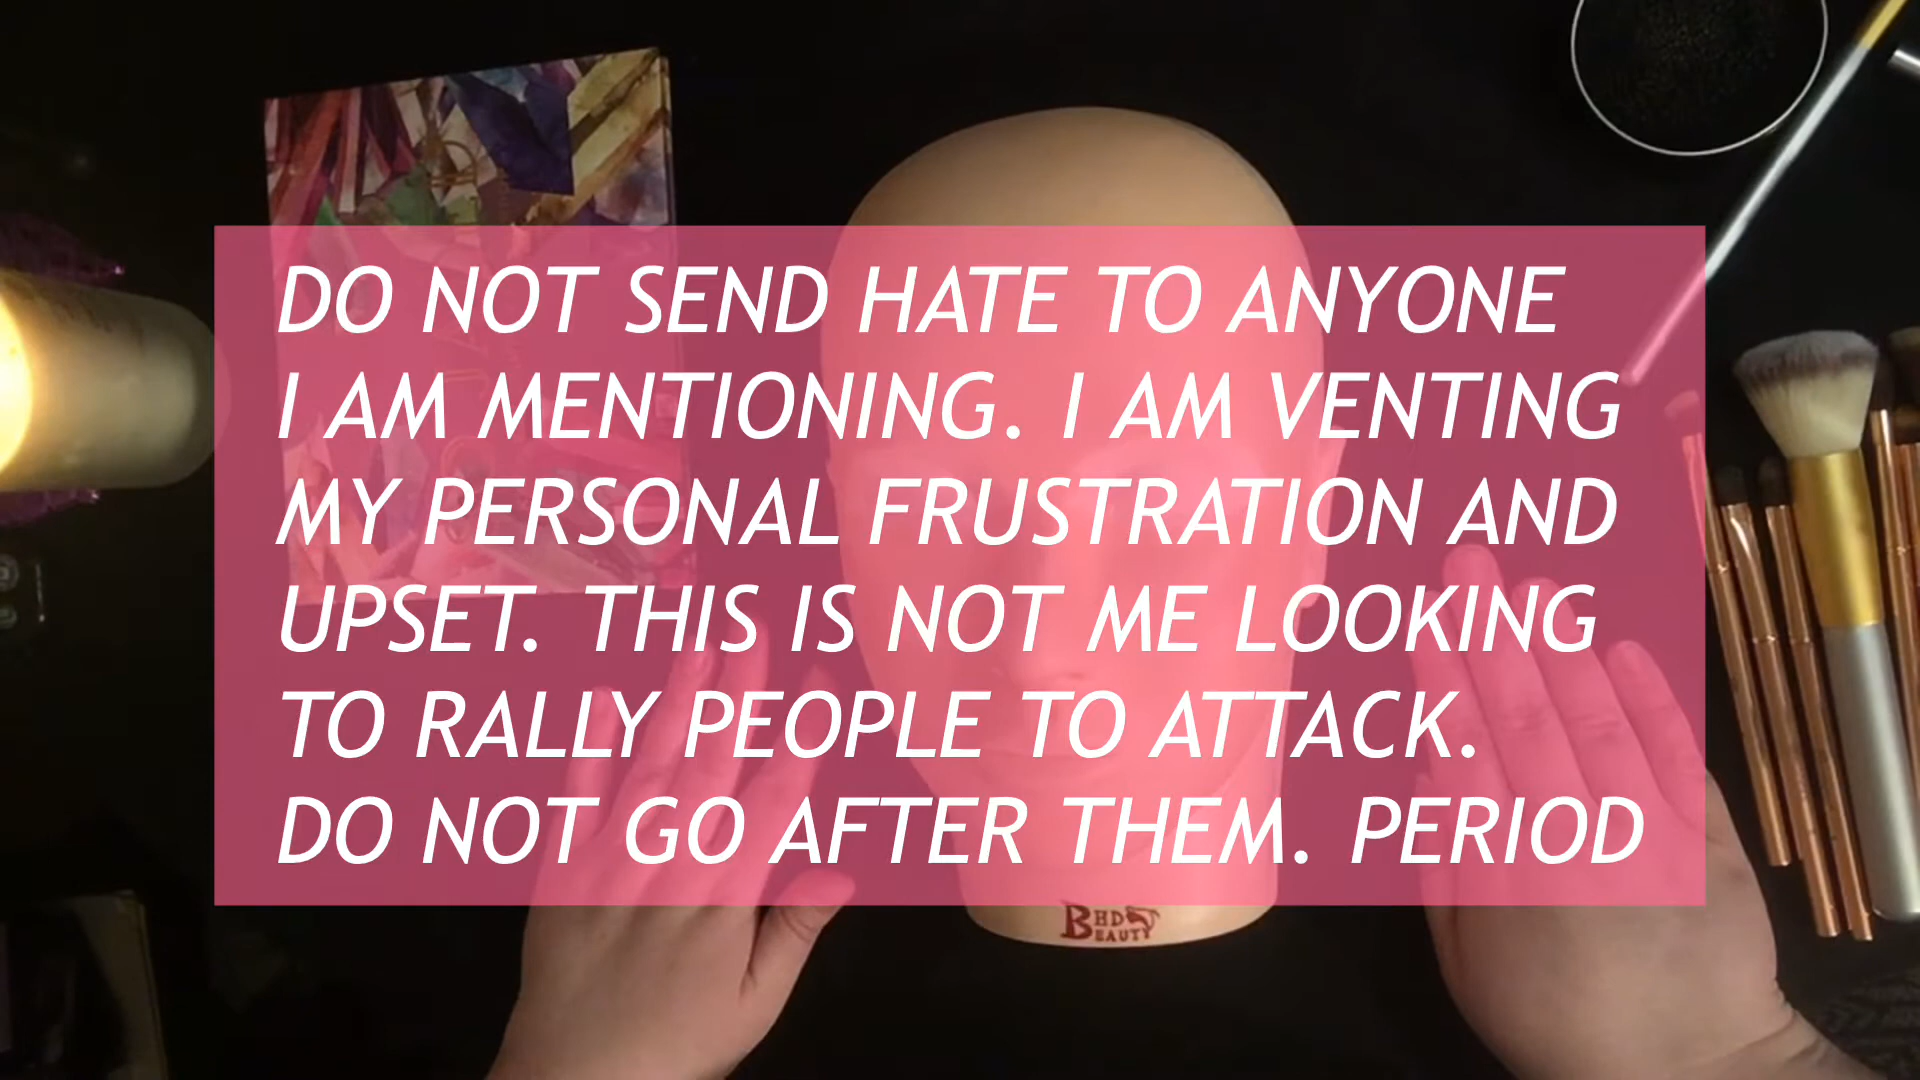 DO NOT SEND HATE TO ANYONE
I AM MENTIONING. I AM VENTING
MY PERSONAL FRUSTRATION AND
UPSET. THIS IS NOT ME LOOKING
TO RALLY PEOPLE TO ATTACK.
DO NOT GO AFTER THEM. PERIOD
BHD
BEAUTY